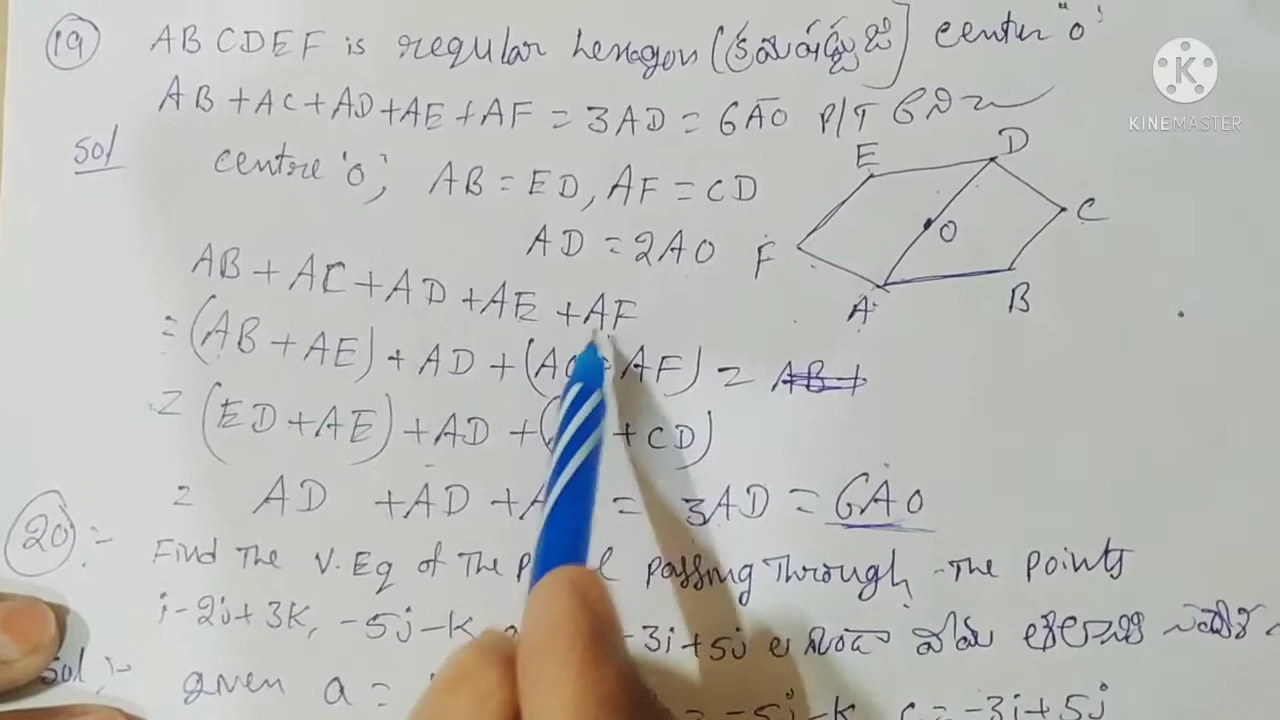 19 ABCDEF is regular hexagon ( ] center "o'
AB + AC + AD + AE + AF = 3AD = 6AO P/T
K
KINEMASTER
Sol centre 'o', AB = ED, AF = CD
AD = 2AO
E D C O F A B
AB + AC + AD + AE + AF
= (AB + AE) + AD + (AC AF) = AB +
= (ED + AE) + AD + ( + CD)
= AD + AD + A = 3AD = 6AO
20 :- Find The V. Eq of The passing Through The points
i - 2j + 3K, -5j - K -3i + 5j
Sol :- given a = = -5j - K, c = -3i + 5j